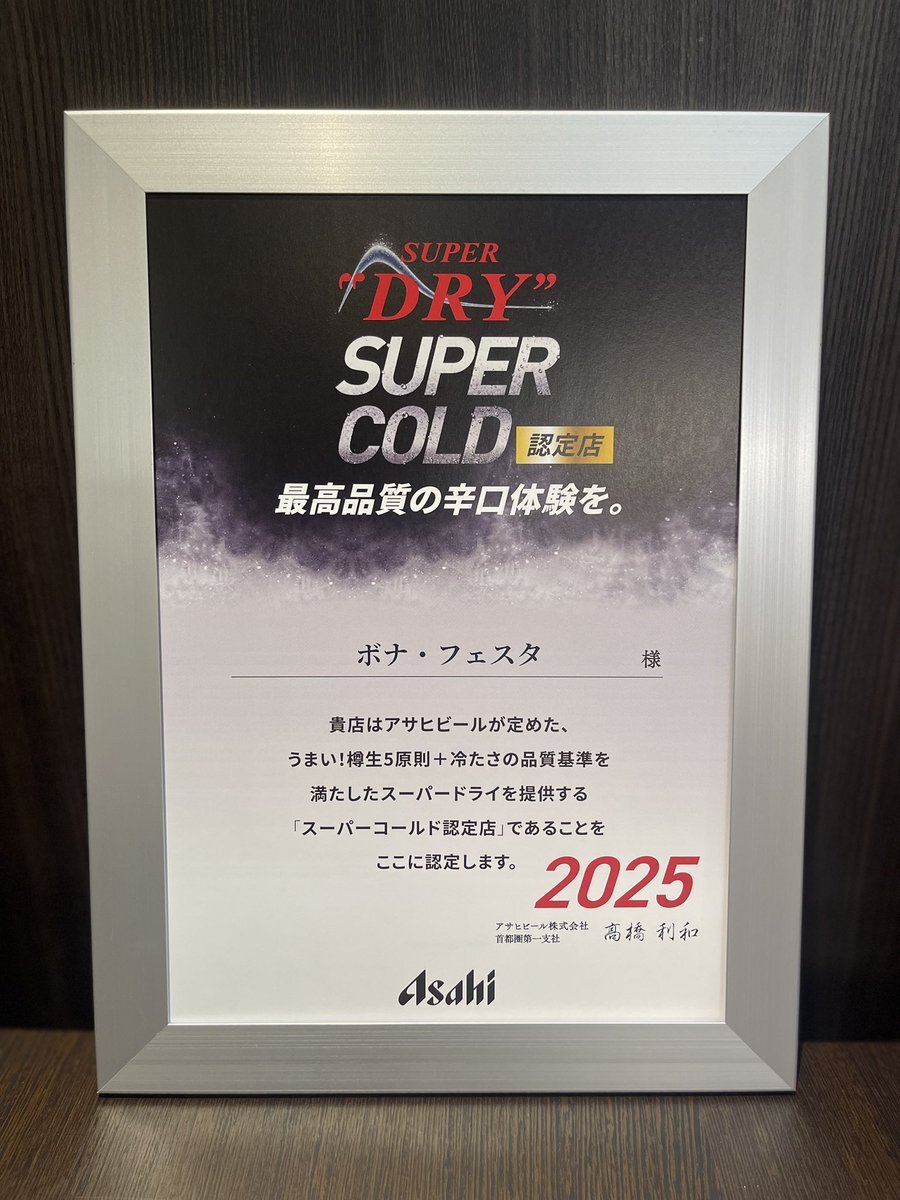 SUPER
"DRY"
SUPER
COLD 認定店
最高品質の辛口体験を。
ボナ・フェスタ 様
貴店はアサヒビールが定めた、
うまい！樽生5原則＋冷たさの品質基準を
満たしたスーパードライを提供する
「スーパーコールド認定店」であることを
ここに認定します。
2025
アサヒビール株式会社
首都圏第一支社 髙橋 利和
Asahi